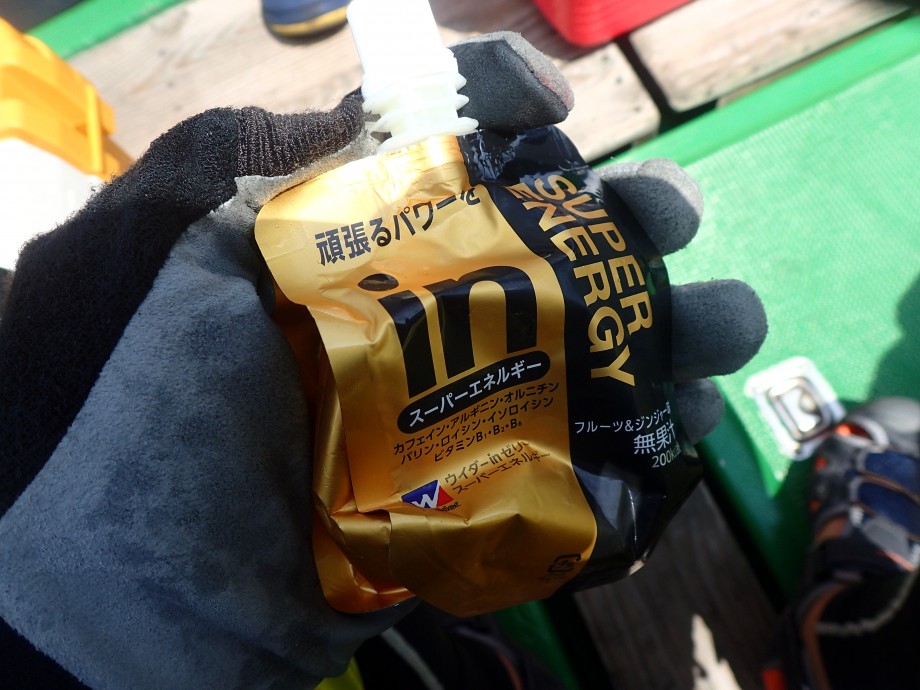 頑張るパワーを
in
スーパーエネルギー
カフェイン・アルギニン・オルニチン
バリン・ロイシン・イソロイシン
ビタミンB₁・B₂・B₆
ウイダーinゼリー
スーパーエネルギー
W
SUPER
ENERGY
フルーツ&ジンジャー
無果汁